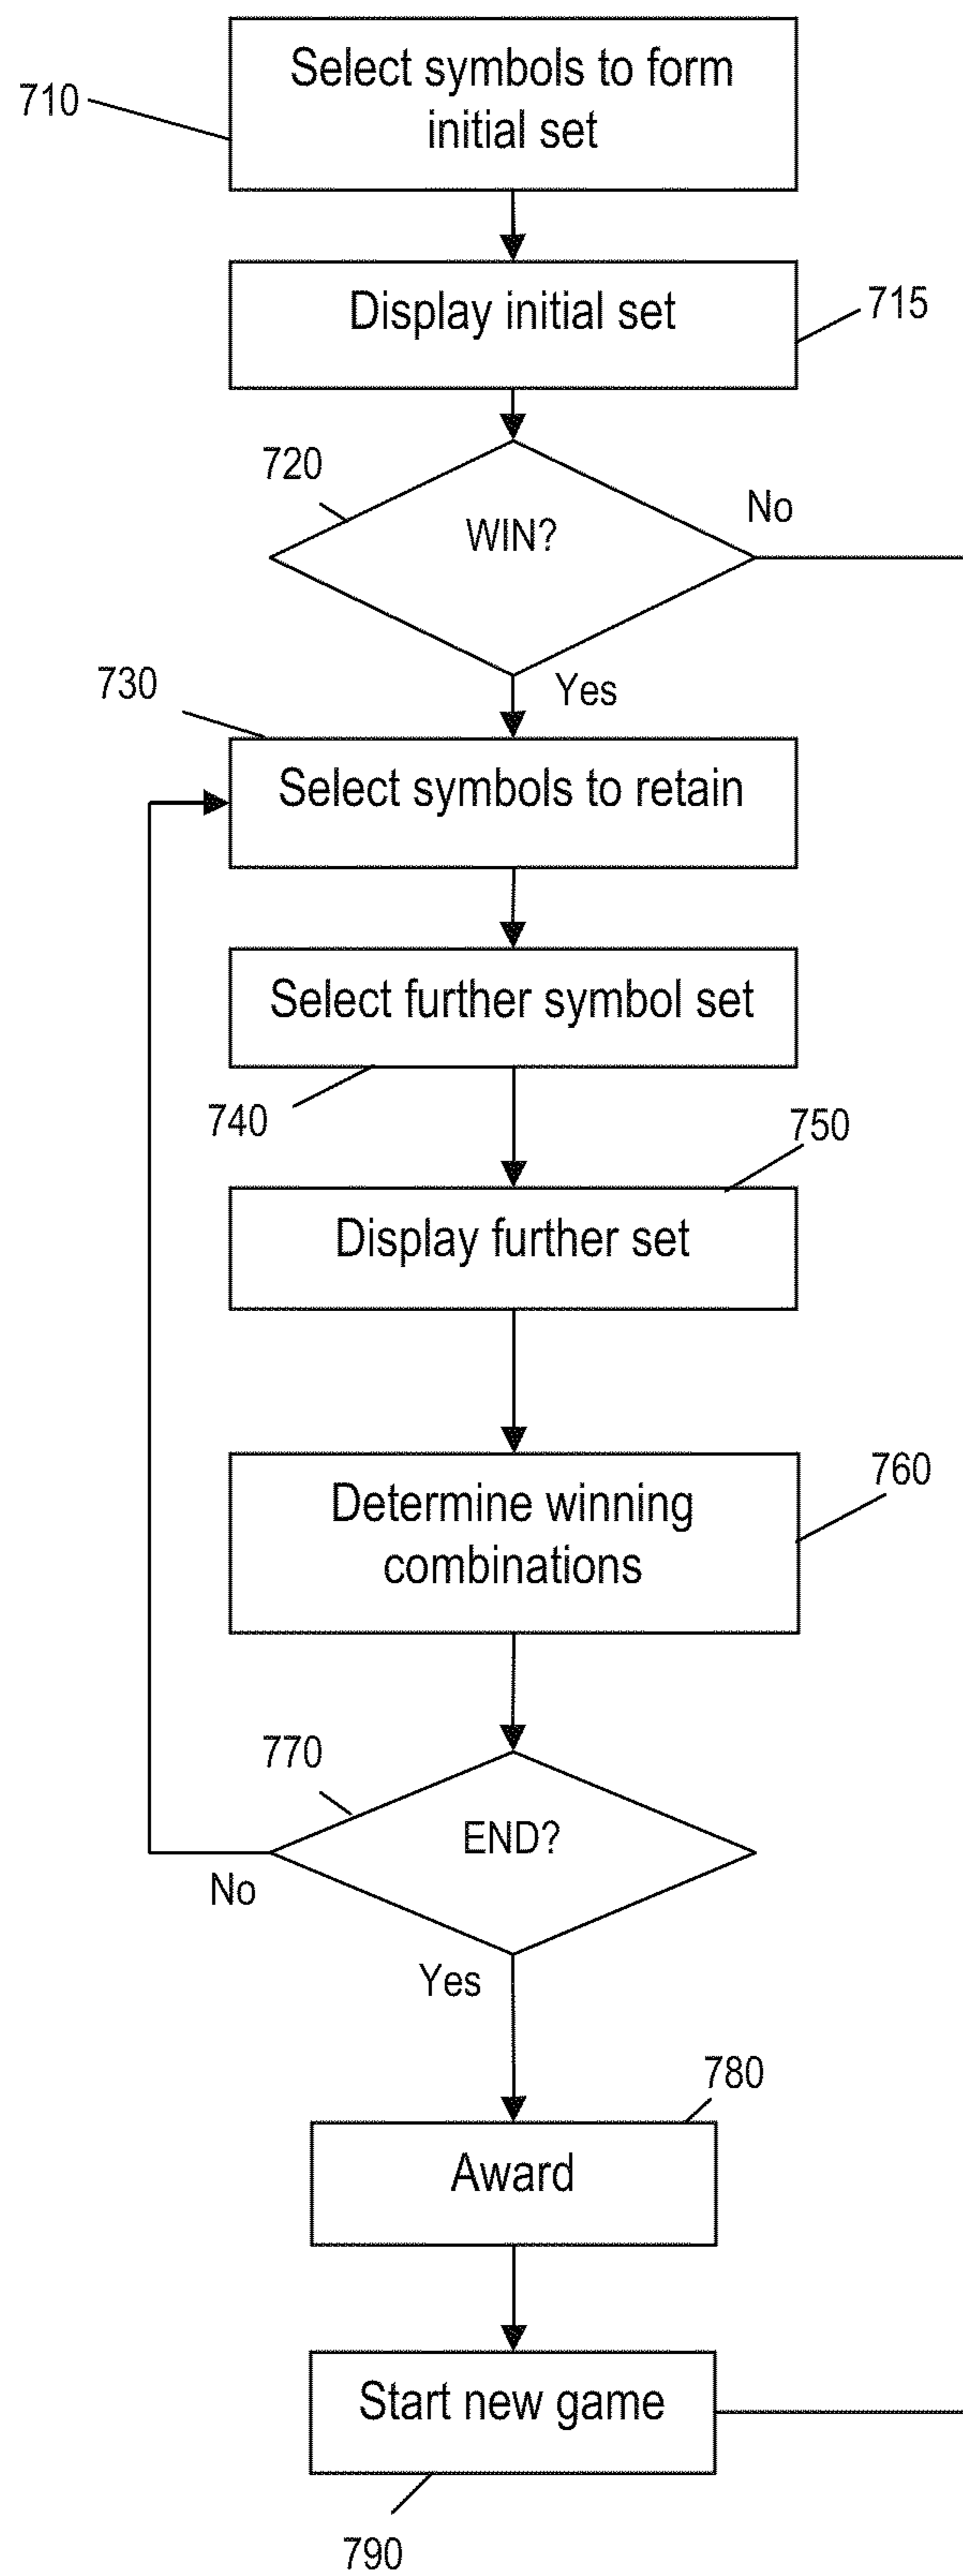 Select symbols to form
initial set
710
Display initial set
715
720
WIN?
No
Yes
730
Select symbols to retain
Select further symbol set
740
750
Display further set
760
Determine winning
combinations
770
END?
No
Yes
780
Award
Start new game
790